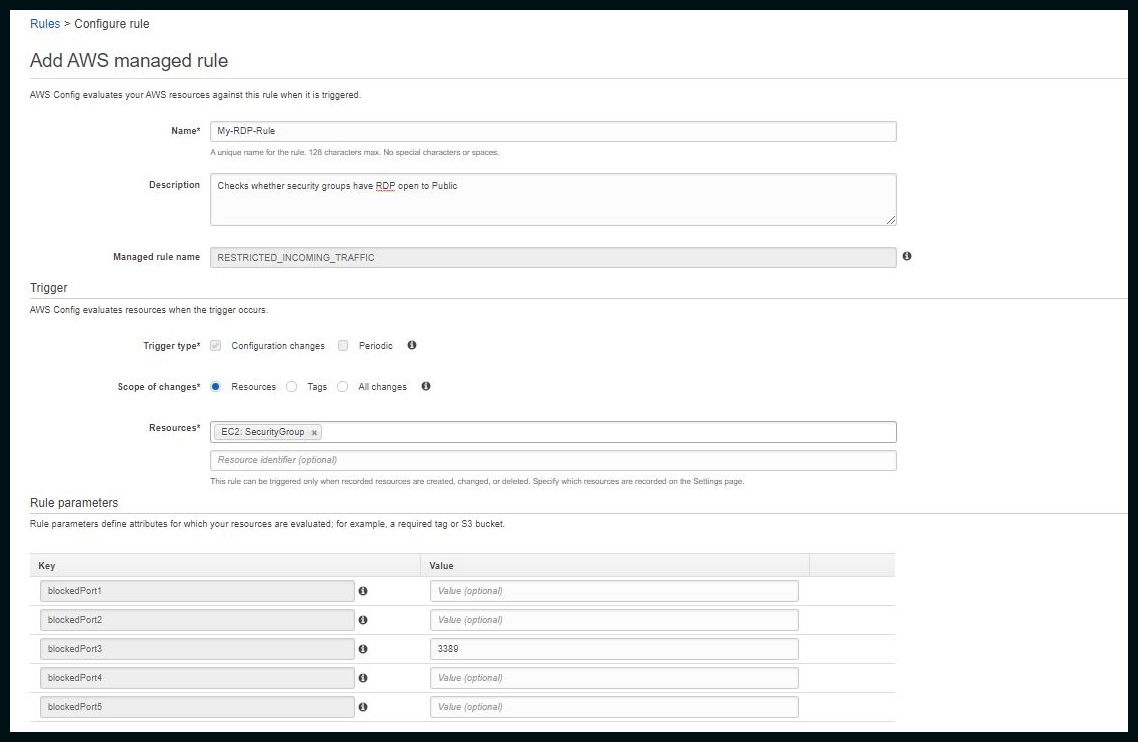 Rules > Configure rule
Add AWS managed rule
AWS Config evaluates your AWS resources against this rule when it is triggered.
Name* My-RDP-Rule
A unique name for the rule. 128 characters max. No special characters or spaces.
Description Checks whether security groups have RDP open to Public
Managed rule name RESTRICTED_INCOMING_TRAFFIC
Trigger
AWS Config evaluates resources when the trigger occurs.
Trigger type* Configuration changes Periodic
Scope of changes* Resources Tags All changes
Resources* EC2: SecurityGroup ×
Resource identifier (optional)
This rule can be triggered only when recorded resources are created, changed, or deleted. Specify which resources are recorded on the Settings page.
Rule parameters
Rule parameters define attributes for which your resources are evaluated; for example, a required tag or S3 bucket.
Key Value
blockedPort1 Value (optional)
blockedPort2 Value (optional)
blockedPort3 3389
blockedPort4 Value (optional)
blockedPort5 Value (optional)